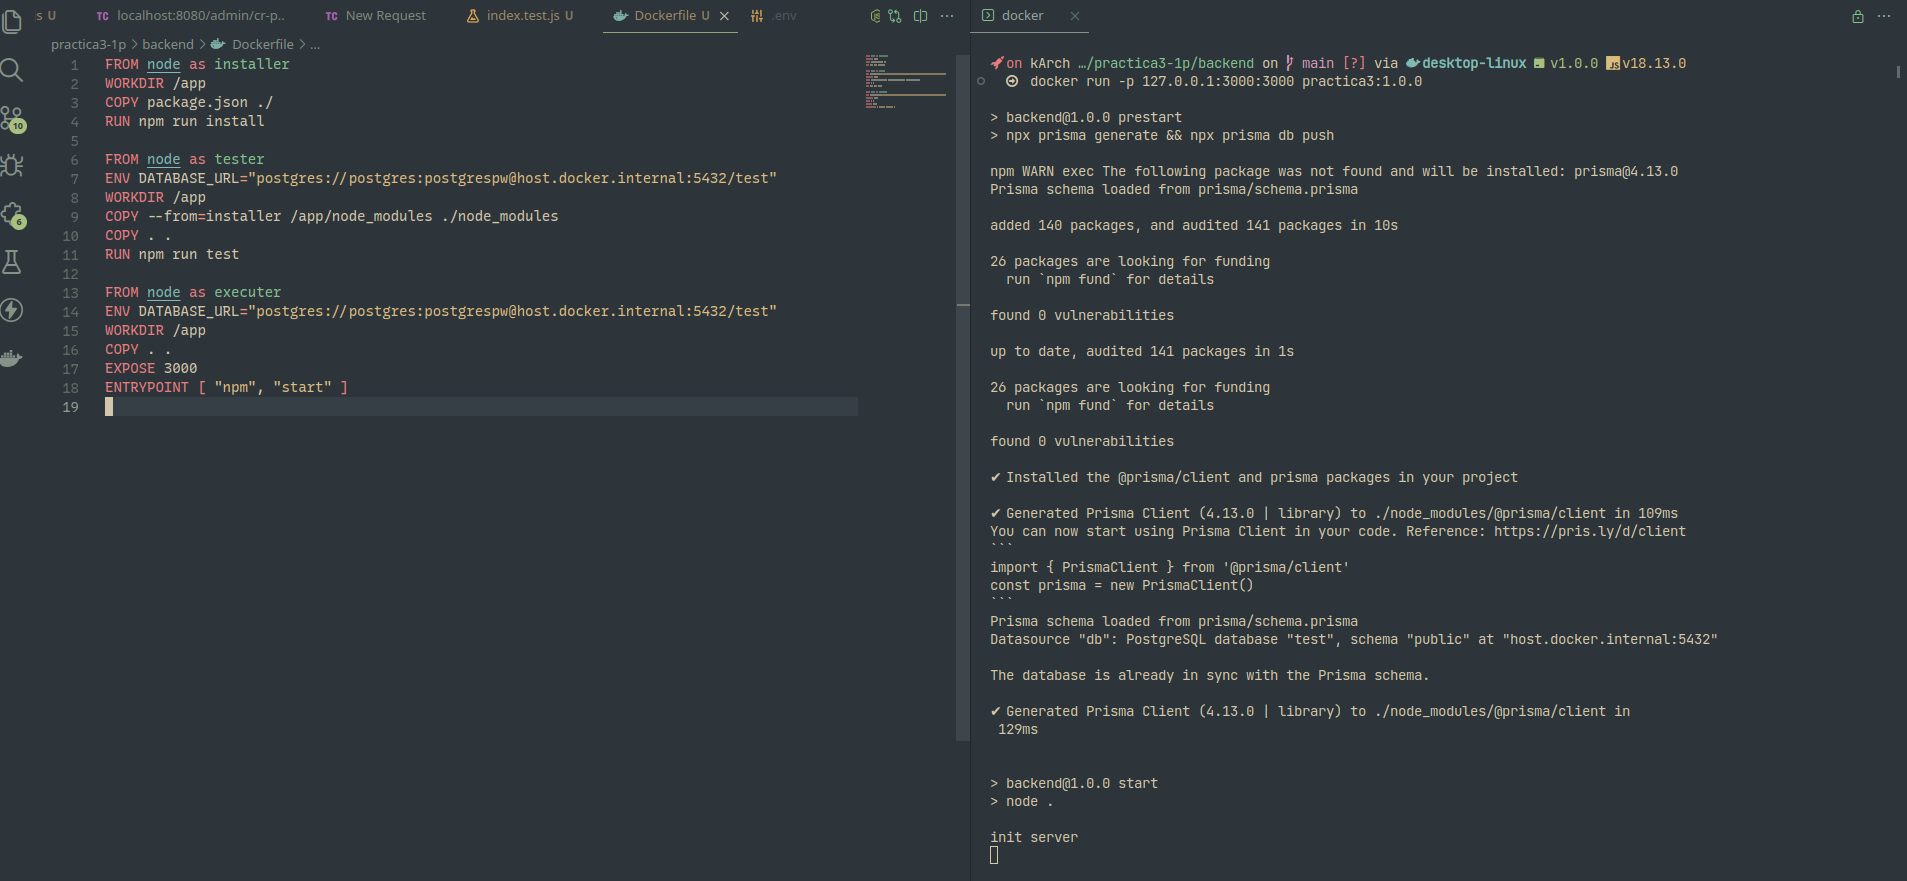 s U
TC localhost:8080/admin/cr-p..
TC New Request
index.test.js U
Dockerfile U
.env
docker
10
6
practica3-1p > backend > Dockerfile > ...
1 FROM node as installer
2 WORKDIR /app
3 COPY package.json ./
4 RUN npm run install
5
6 FROM node as tester
7 ENV DATABASE_URL="postgres://postgres:postgrespw@host.docker.internal:5432/test"
8 WORKDIR /app
9 COPY --from=installer /app/node_modules ./node_modules
10 COPY . .
11 RUN npm run test
12
13 FROM node as executer
14 ENV DATABASE_URL="postgres://postgres:postgrespw@host.docker.internal:5432/test"
15 WORKDIR /app
16 COPY . .
17 EXPOSE 3000
18 ENTRYPOINT [ "npm", "start" ]
19
on kArch …/practica3-1p/backend on main [?] via desktop-linux v1.0.0 JS v18.13.0
docker run -p 127.0.0.1:3000:3000 practica3:1.0.0
> backend@1.0.0 prestart
> npx prisma generate && npx prisma db push
npm WARN exec The following package was not found and will be installed: prisma@4.13.0
Prisma schema loaded from prisma/schema.prisma
added 140 packages, and audited 141 packages in 10s
26 packages are looking for funding
run `npm fund` for details
found 0 vulnerabilities
up to date, audited 141 packages in 1s
26 packages are looking for funding
run `npm fund` for details
found 0 vulnerabilities
✔ Installed the @prisma/client and prisma packages in your project
✔ Generated Prisma Client (4.13.0 | library) to ./node_modules/@prisma/client in 109ms
You can now start using Prisma Client in your code. Reference: https://pris.ly/d/client
```
import { PrismaClient } from '@prisma/client'
const prisma = new PrismaClient()
```
Prisma schema loaded from prisma/schema.prisma
Datasource "db": PostgreSQL database "test", schema "public" at "host.docker.internal:5432"
The database is already in sync with the Prisma schema.
✔ Generated Prisma Client (4.13.0 | library) to ./node_modules/@prisma/client in
129ms
> backend@1.0.0 start
> node .
init server